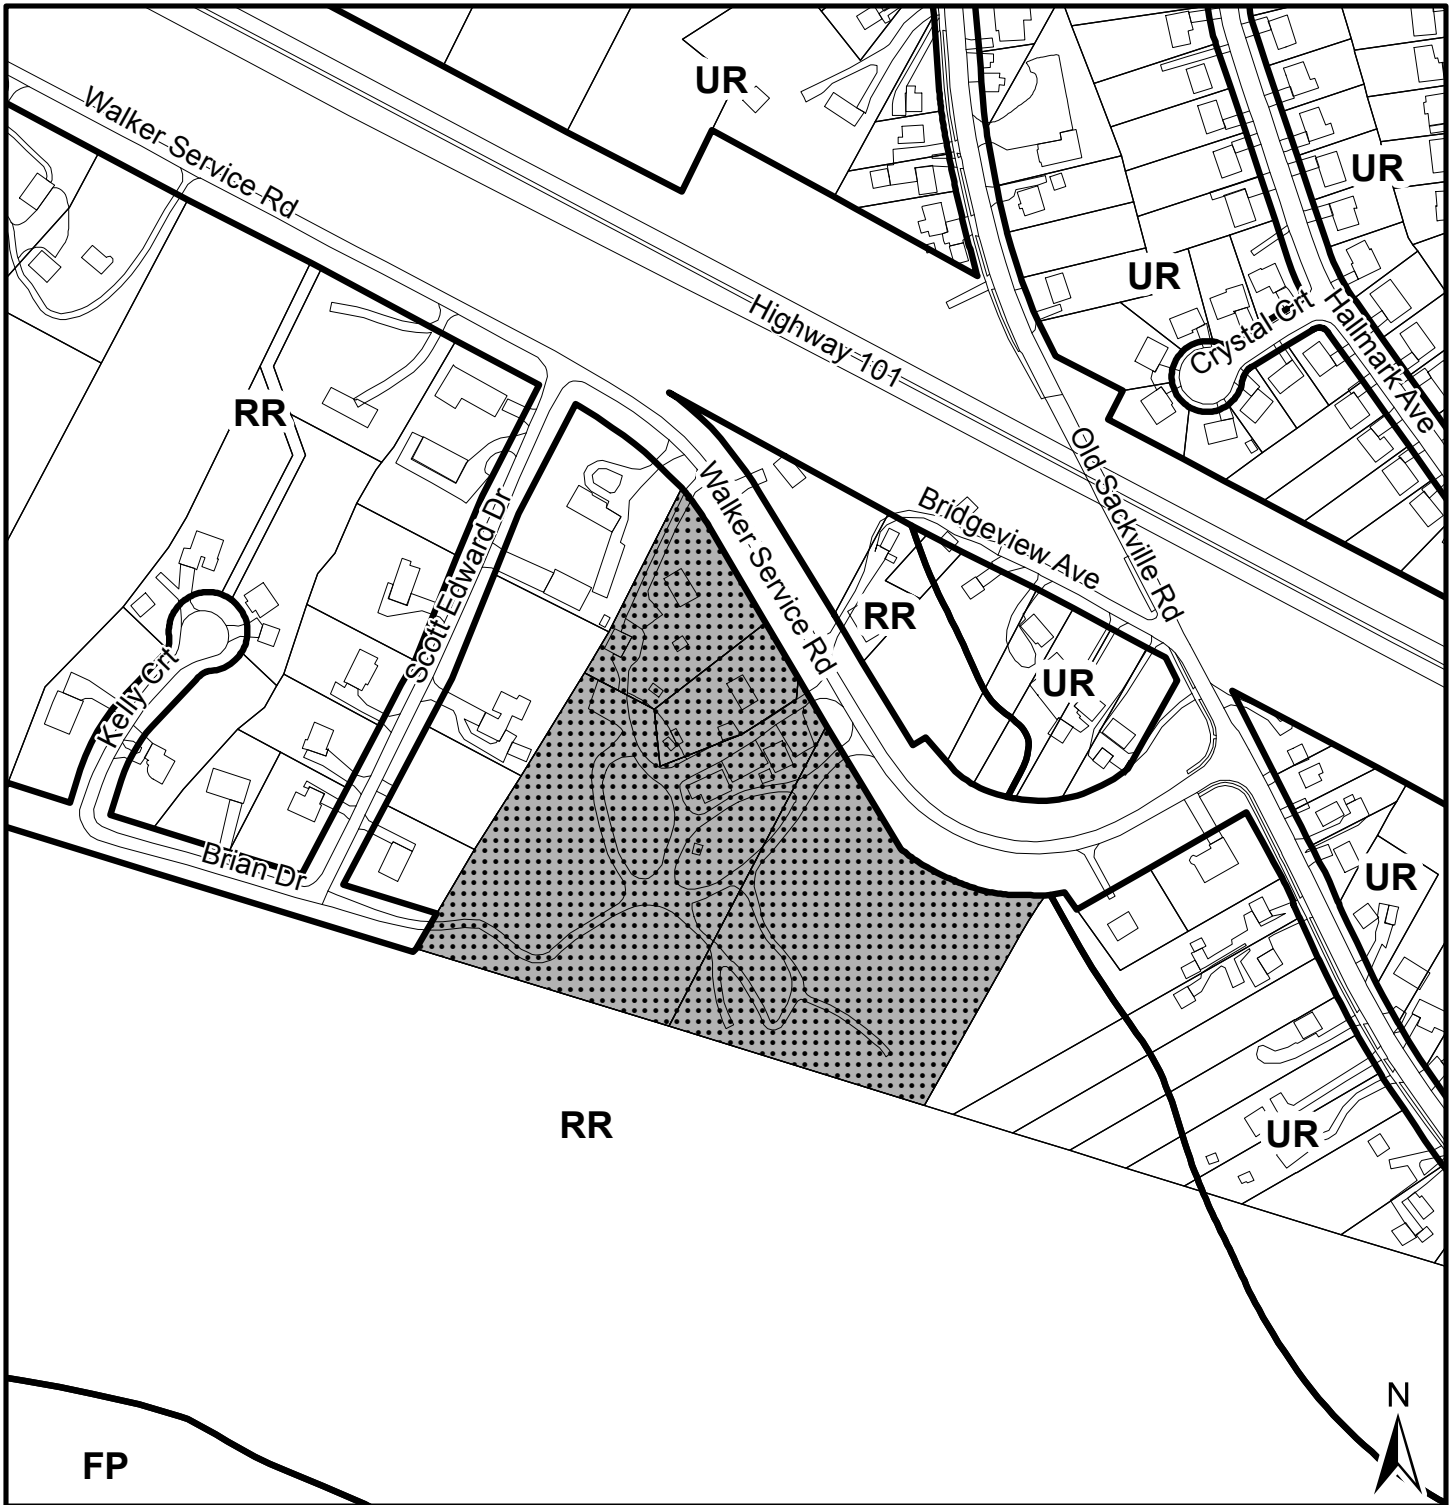 UR
Walker Service Rd
UR
UR
Highway 101
Crystal Crt
Hallmark Ave
RR
Old Sackville Rd
Walker Service Rd
Bridgeview Ave
Scott Edward Dr
RR
Kelly Crt
UR
Brian Dr
UR
RR
UR
N
FP